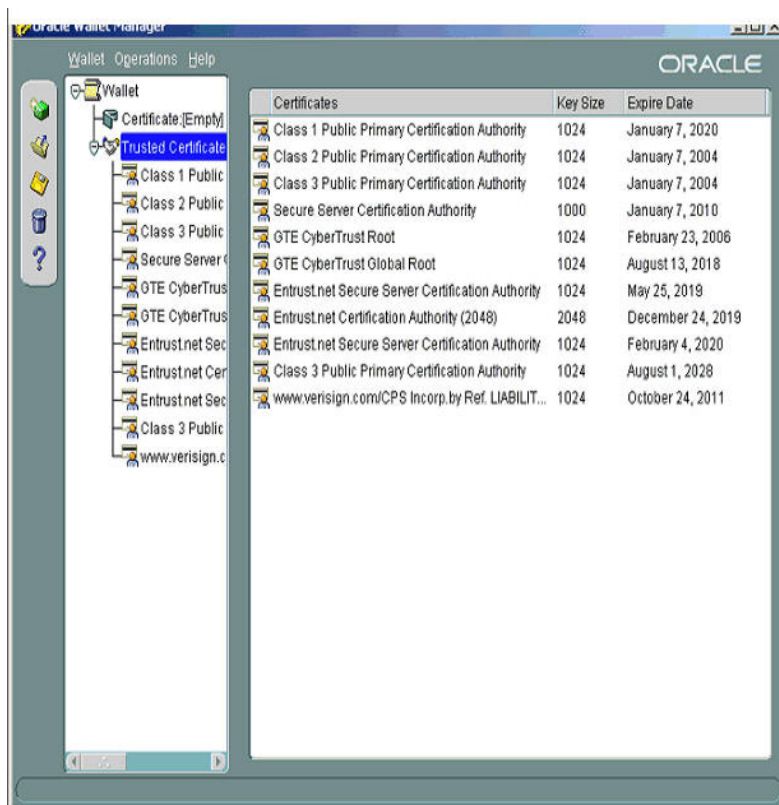 Oracle Wallet Manager
Wallet Operations Help
ORACLE
Wallet
Certificate:[Empty]
Trusted Certificate
Class 1 Public
Class 2 Public
Class 3 Public
Secure Server
GTE CyberTrus
GTE CyberTrus
Entrust.net Sec
Entrust.net Cer
Entrust.net Sec
Class 3 Public
www.verisign.c
Certificates Key Size Expire Date
Class 1 Public Primary Certification Authority 1024 January 7, 2020
Class 2 Public Primary Certification Authority 1024 January 7, 2004
Class 3 Public Primary Certification Authority 1024 January 7, 2004
Secure Server Certification Authority 1000 January 7, 2010
GTE CyberTrust Root 1024 February 23, 2006
GTE CyberTrust Global Root 1024 August 13, 2018
Entrust.net Secure Server Certification Authority 1024 May 25, 2019
Entrust.net Certification Authority (2048) 2048 December 24, 2019
Entrust.net Secure Server Certification Authority 1024 February 4, 2020
Class 3 Public Primary Certification Authority 1024 August 1, 2028
www.verisign.com/CPS Incorp.by Ref. LIABILIT... 1024 October 24, 2011